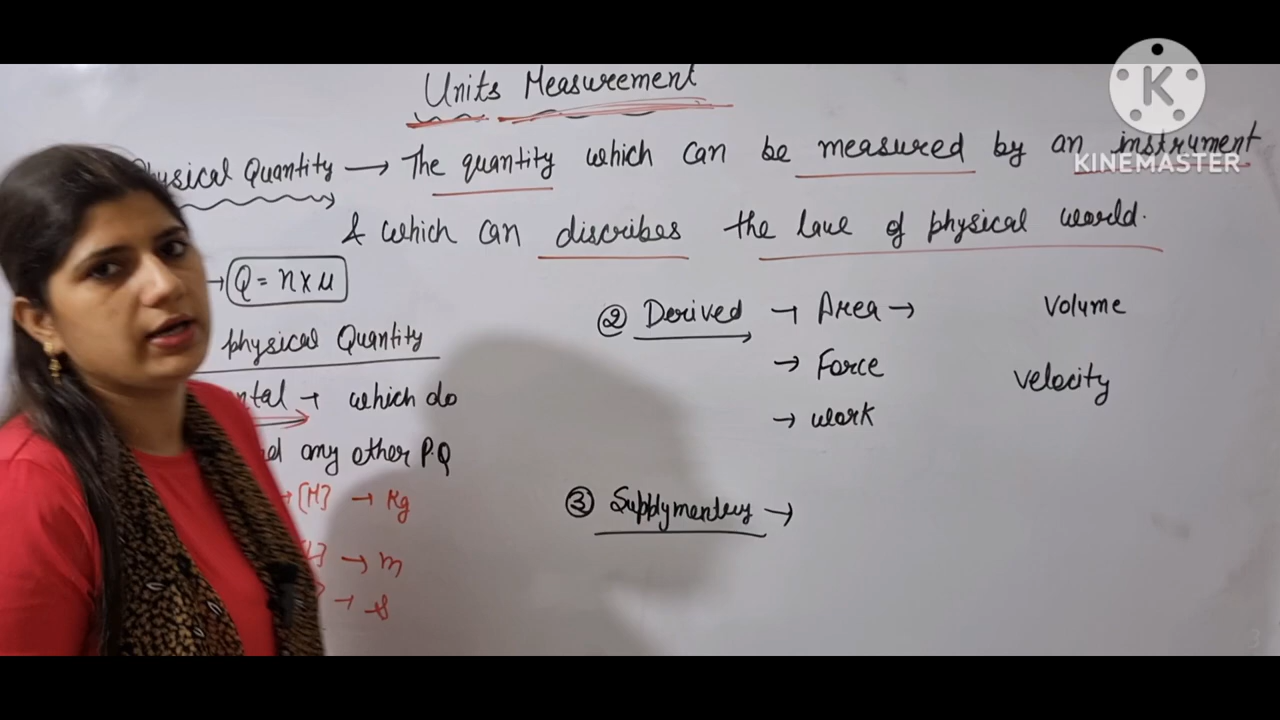 Units Measurement
Physical Quantity → The quantity which can be measured by an instrument
& which can discribes the law of physical world.
→ Q = n x u
physical Quantity
ntal → which do
any other P.Q
→ [M] → Kg
→ m
→ s
② Derived → Area →
→ Force
→ work
Volume
velocity
③ Supplymentery →
K
KINEMASTER